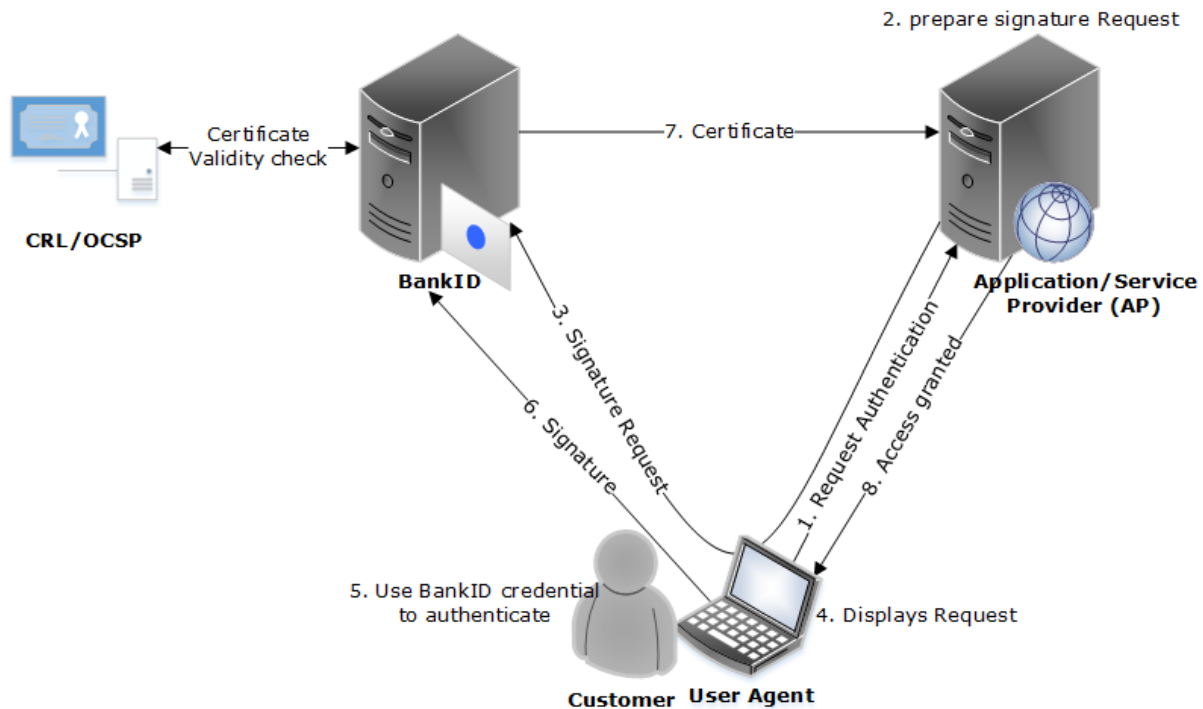 2. prepare signature Request
Certificate
Validity check
7. Certificate
CRL/OCSP
BankID
Application/Service
Provider (AP)
3. Signature Request
6. Signature
1. Request Authentication
8. Access granted
5. Use BankID credential
to authenticate
4. Displays Request
Customer
User Agent